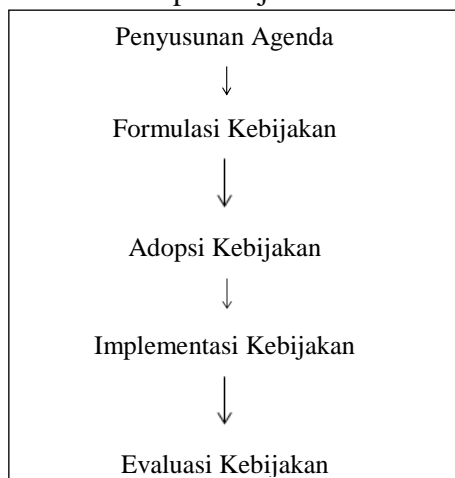 Penyusunan Agenda
Formulasi Kebijakan
Adopsi Kebijakan
Implementasi Kebijakan
Evaluasi Kebijakan